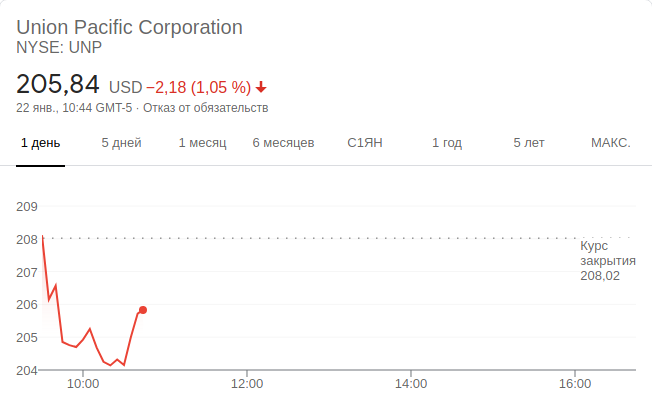 Union Pacific Corporation
NYSE: UNP
205,84 USD −2,18 (1,05 %)
22 янв., 10:44 GMT-5 · Отказ от обязательств
1 день 5 дней 1 месяц 6 месяцев С1ЯН 1 год 5 лет МАКС.
209
208
Курс
закрытия
208,02
207
206
205
204
10:00 12:00 14:00 16:00